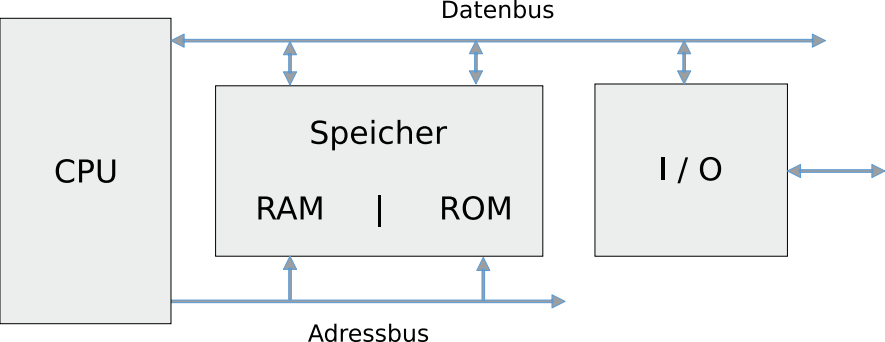 Datenbus
CPU
Speicher
RAM | ROM
I / O
Adressbus